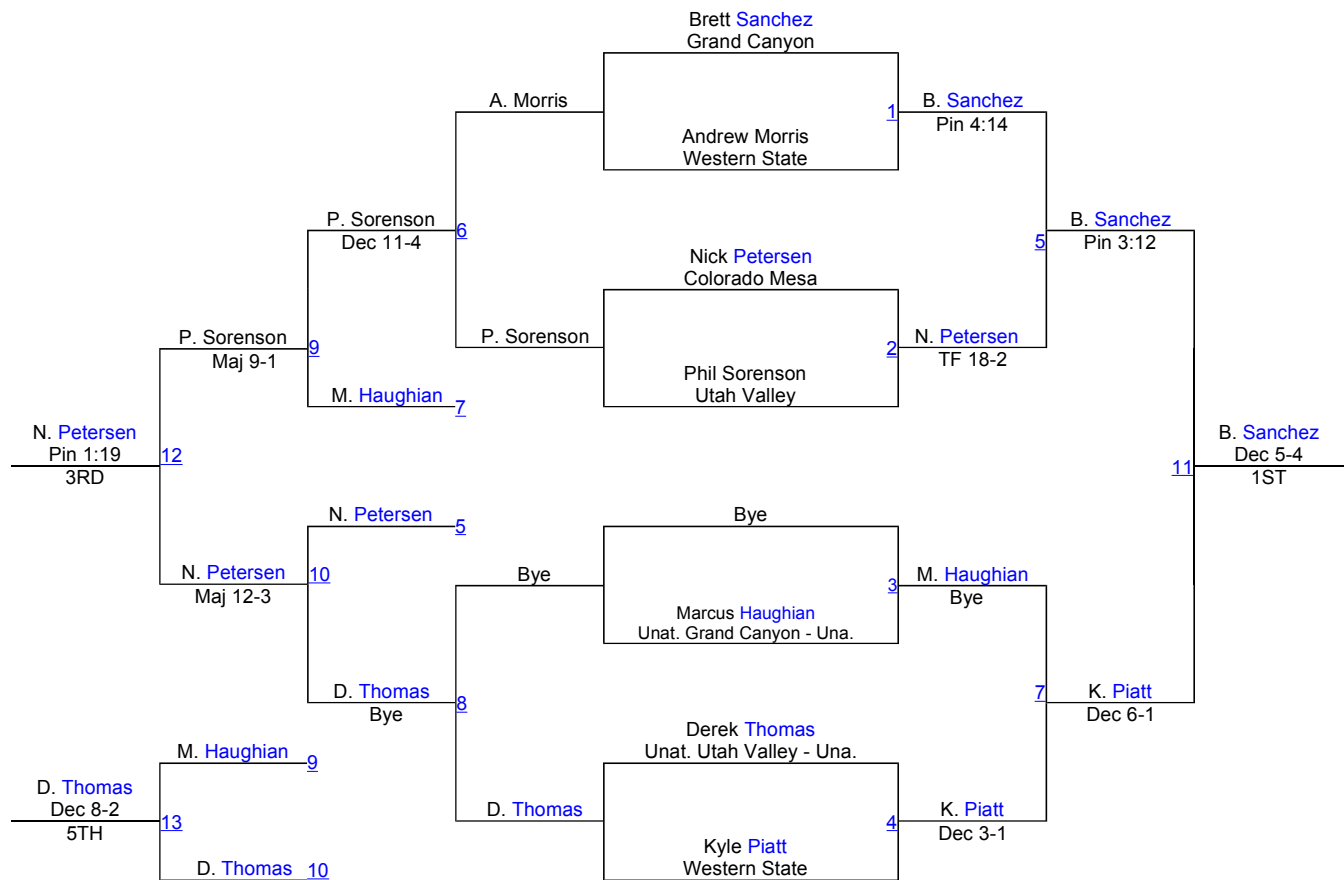 Brett Sanchez
Grand Canyon
A. Morris
1
B. Sanchez
Pin 4:14
Andrew Morris
Western State
P. Sorenson
Dec 11-4
6
5
B. Sanchez
Pin 3:12
Nick Petersen
Colorado Mesa
P. Sorenson
Maj 9-1
9
P. Sorenson
2
N. Petersen
TF 18-2
Phil Sorenson
Utah Valley
M. Haughian
7
N. Petersen
Pin 1:19
3RD
12
11
B. Sanchez
Dec 5-4
1ST
N. Petersen
5
Bye
N. Petersen
Maj 12-3
10
Bye
3
M. Haughian
Bye
Marcus Haughian
Unat. Grand Canyon - Una.
D. Thomas
Bye
8
7
K. Piatt
Dec 6-1
Derek Thomas
Unat. Utah Valley - Una.
M. Haughian
9
D. Thomas
Dec 8-2
5TH
13
D. Thomas
4
K. Piatt
Dec 3-1
Kyle Piatt
Western State
D. Thomas
10